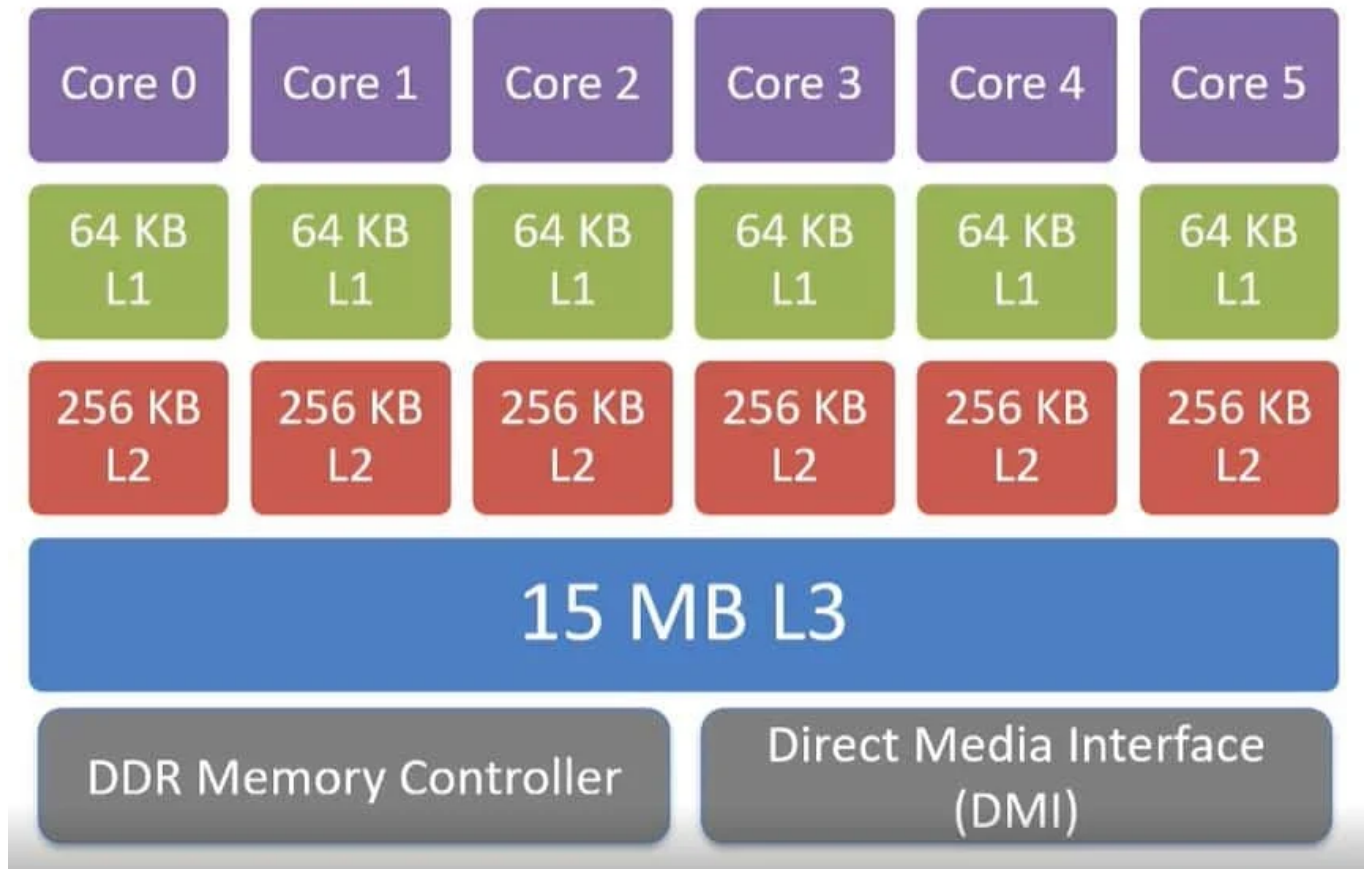 Core 0 Core 1 Core 2 Core 3 Core 4 Core 5
64 KB 64 KB 64 KB 64 KB 64 KB 64 KB
L1 L1 L1 L1 L1 L1
256 KB 256 KB 256 KB 256 KB 256 KB 256 KB
L2 L2 L2 L2 L2 L2
15 MB L3
DDR Memory Controller
Direct Media Interface
(DMI)